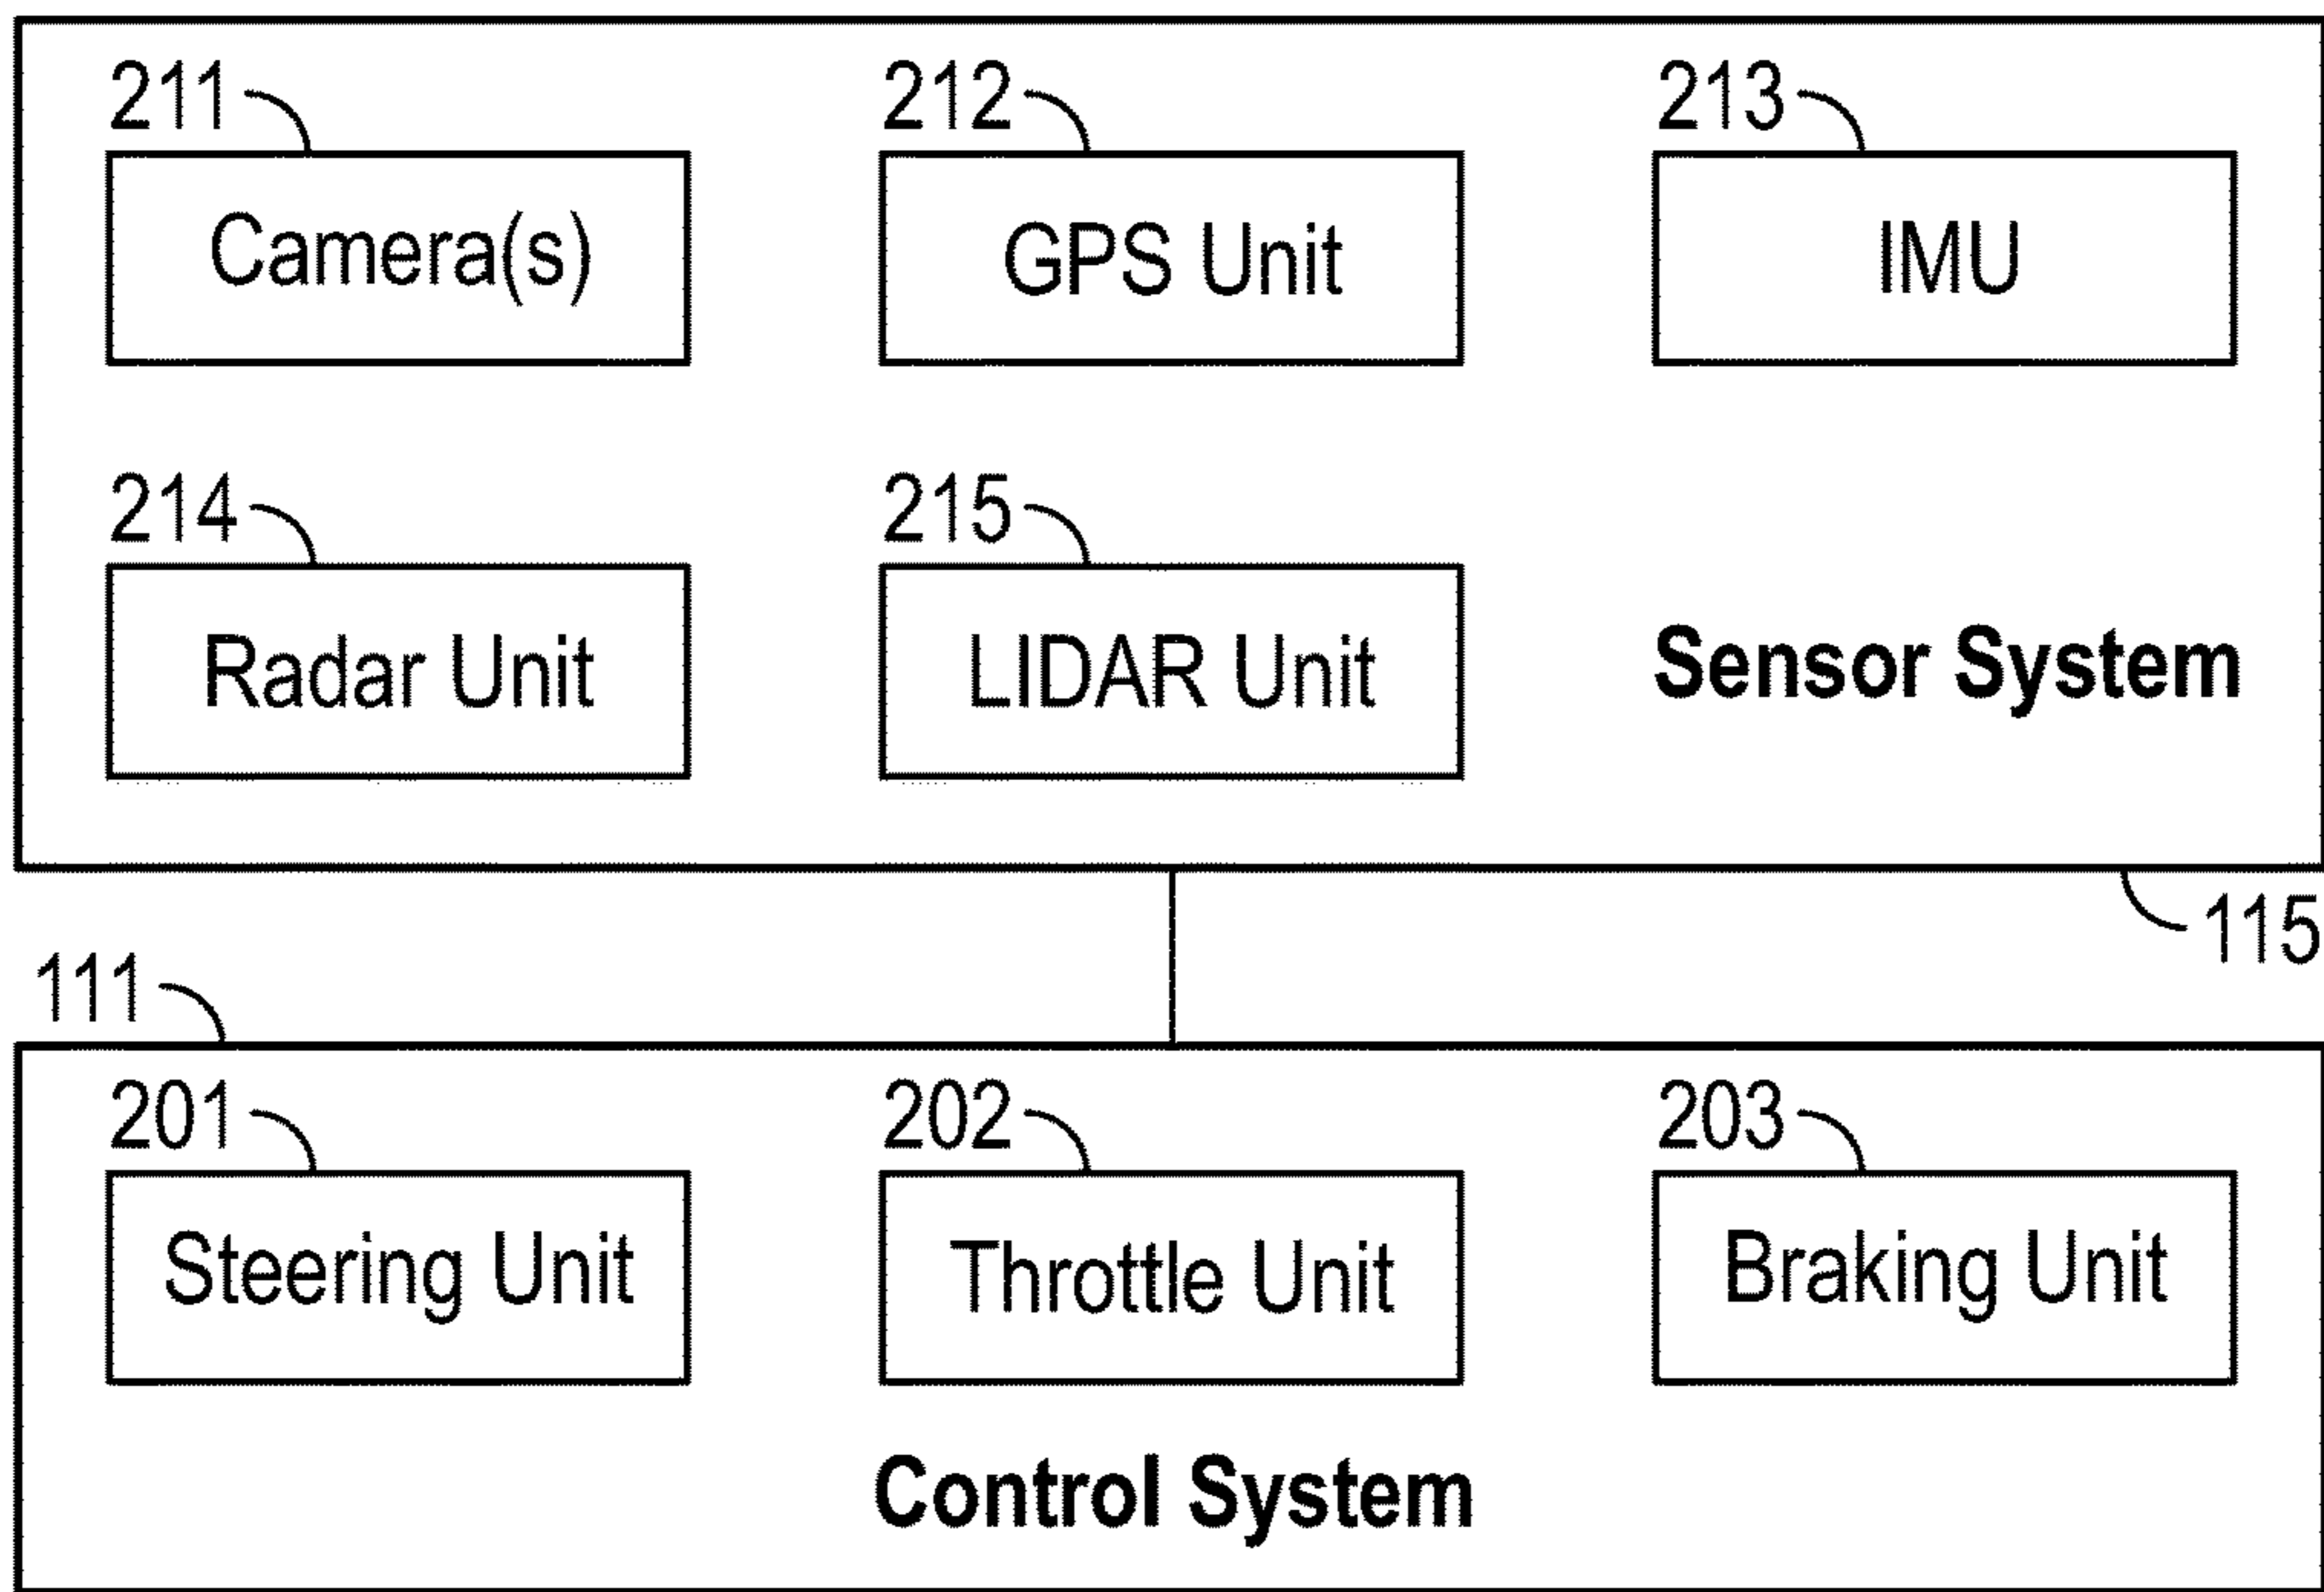 211 212 213
Camera(s) GPS Unit IMU
214 215
Radar Unit LIDAR Unit Sensor System
115
111
201 202 203
Steering Unit Throttle Unit Braking Unit
Control System